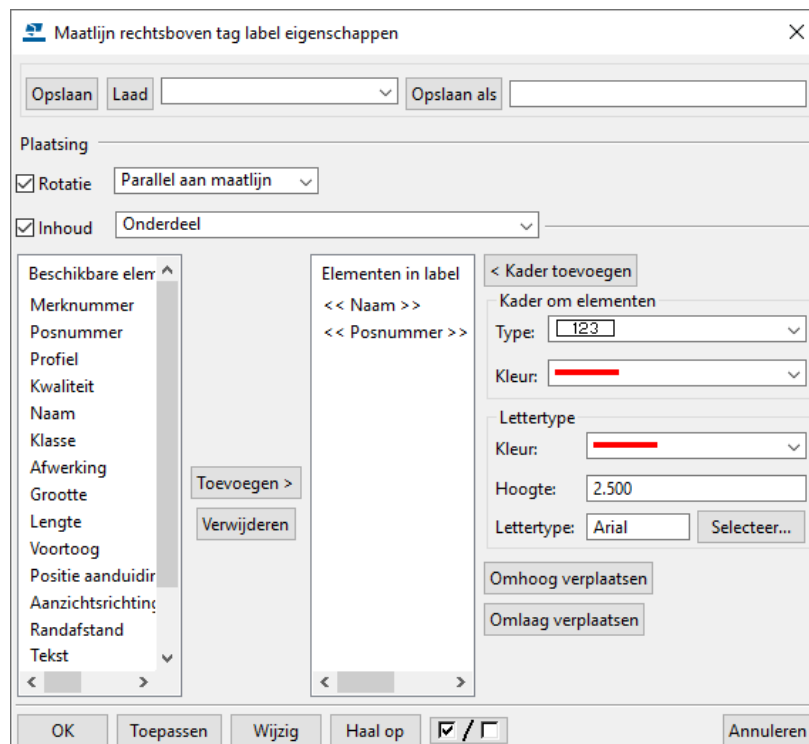 Maatlijn rechtsboven tag label eigenschappen
Opslaan Laad Opslaan als
Plaatsing
Rotatie Parallel aan maatlijn
Inhoud Onderdeel
Beschikbare elem
Merknummer
Posnummer
Profiel
Kwaliteit
Naam
Klasse
Afwerking
Grootte
Lengte
Voortoog
Positie aanduidin
Aanzichtsrichting
Randafstand
Tekst
Toevoegen >
Verwijderen
Elementen in label
<< Naam >>
<< Posnummer >>
< Kader toevoegen
Kader om elementen
Type: 123
Kleur:
Lettertype
Kleur:
Hoogte: 2.500
Lettertype: Arial Selecteer...
Omhoog verplaatsen
Omlaag verplaatsen
OK Toepassen Wijzig Haal op / Annuleren